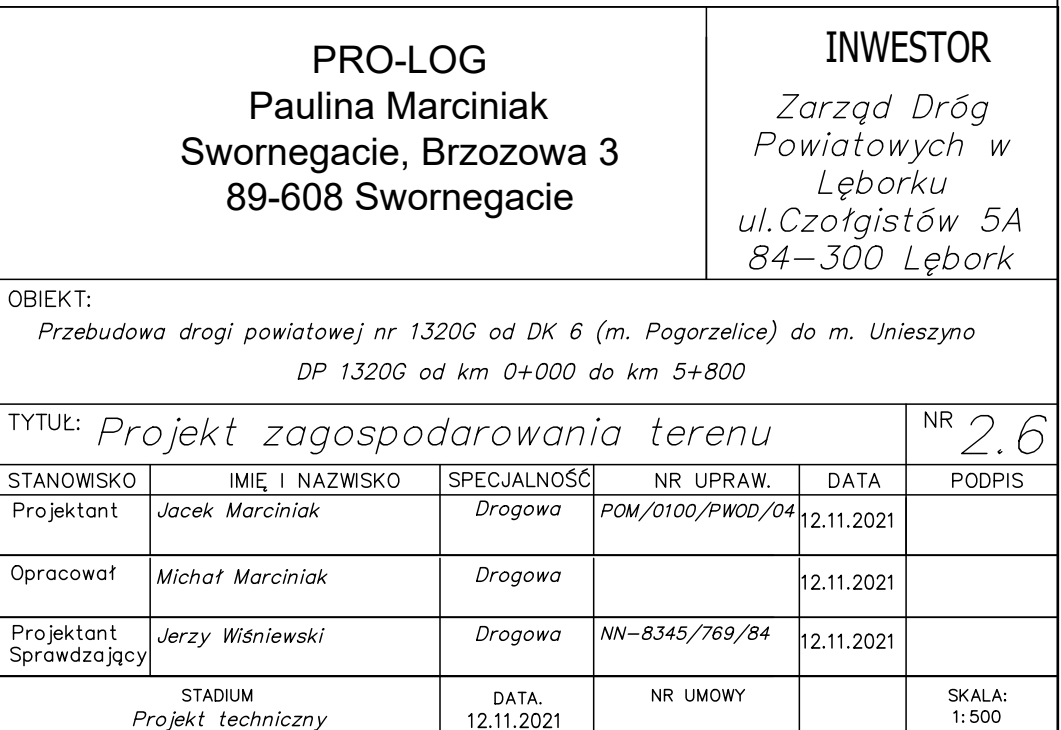 PRO-LOG
Paulina Marciniak
Swornegacie, Brzozowa 3
89-608 Swornegacie
INWESTOR
Zarząd Dróg
Powiatowych w
Lęborku
ul.Czołgistów 5A
84-300 Lębork
OBIEKT:
Przebudowa drogi powiatowej nr 1320G od DK 6 (m. Pogorzelice) do m. Unieszyno
DP 1320G od km 0+000 do km 5+800
TYTUŁ: Projekt zagospodarowania terenu NR 2.6
STANOWISKO IMIĘ I NAZWISKO SPECJALNOŚĆ NR UPRAW. DATA PODPIS
Projektant Jacek Marciniak Drogowa POM/0100/PWOD/04 12.11.2021
Opracował Michał Marciniak Drogowa 12.11.2021
Projektant
Sprawdzający Jerzy Wiśniewski Drogowa NN-8345/769/84 12.11.2021
STADIUM DATA. NR UMOWY SKALA:
Projekt techniczny 12.11.2021 1:500